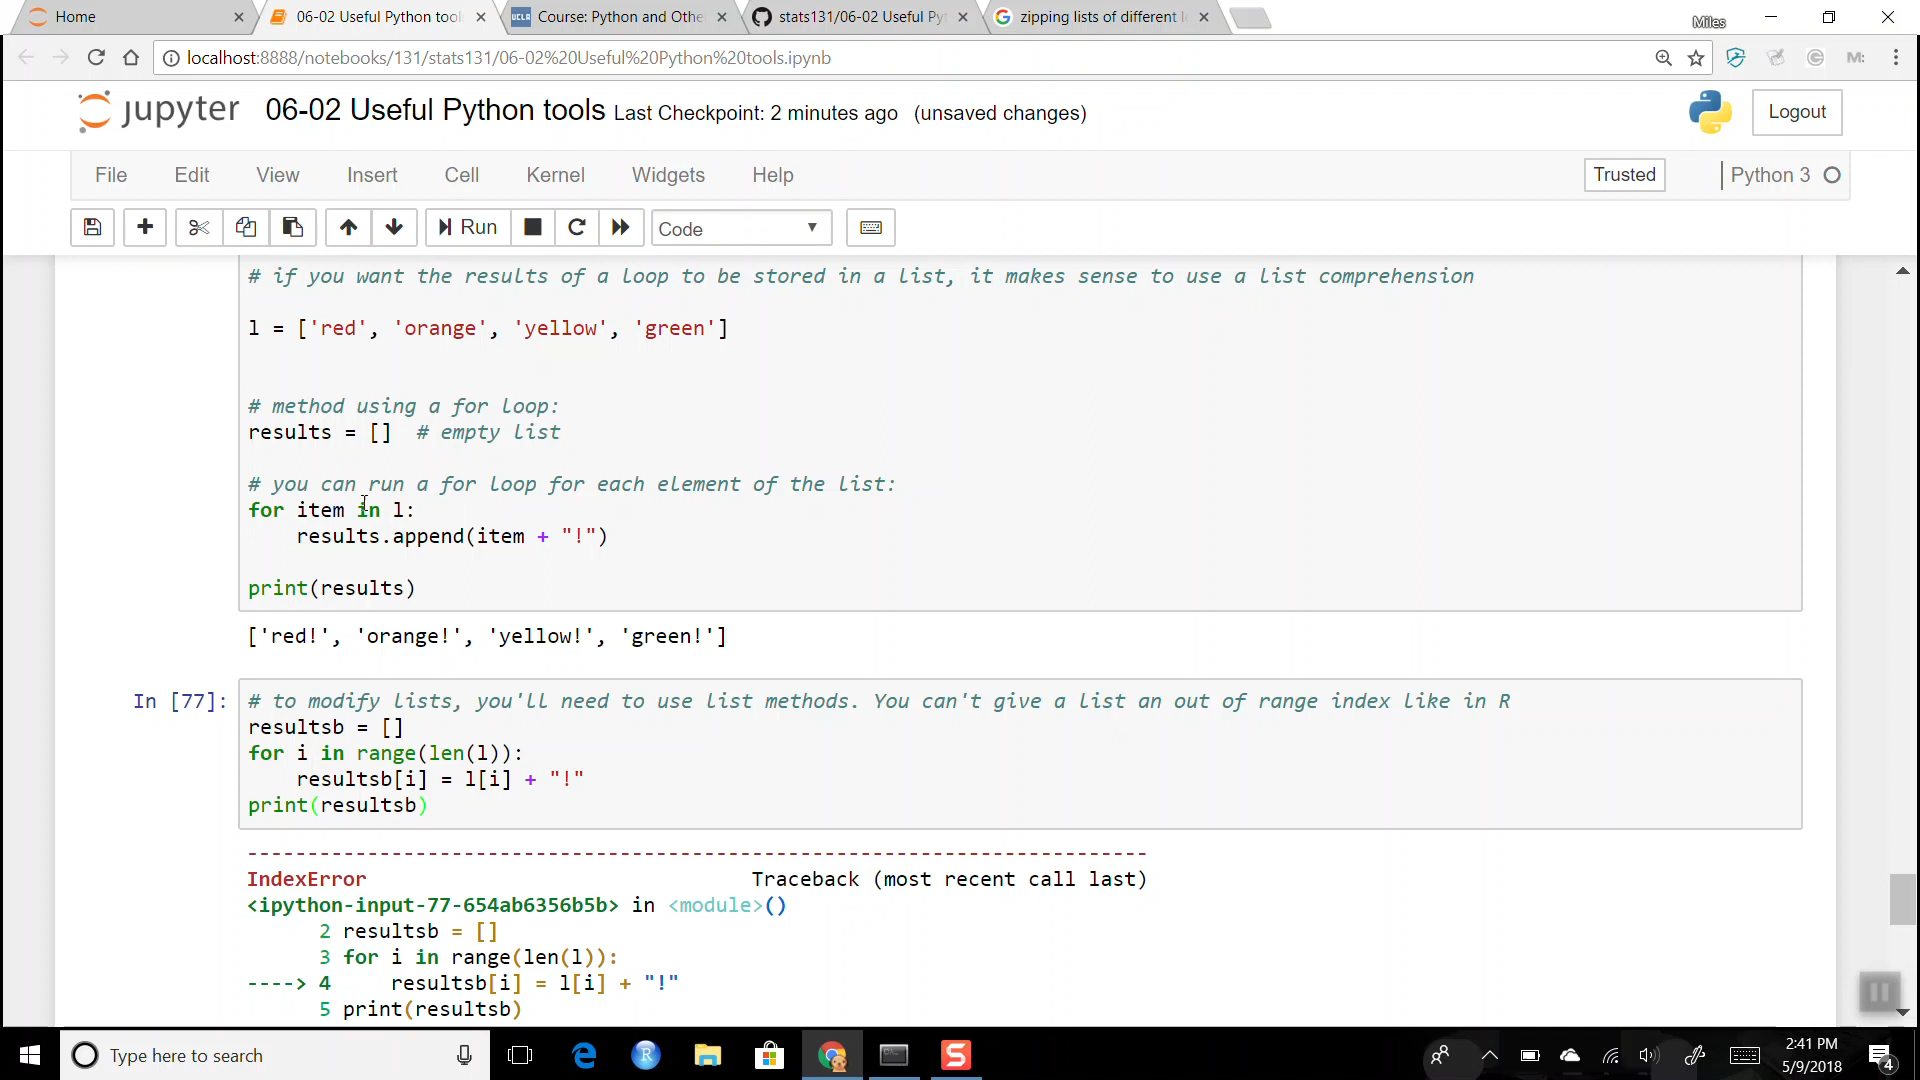 Home
06-02 Useful Python tool
UCLA Course: Python and Othe
stats131/06-02 Useful Py
zipping lists of different l
Miles
localhost:8888/notebooks/131/stats131/06-02%20Useful%20Python%20tools.ipynb
jupyter 06-02 Useful Python tools Last Checkpoint: 2 minutes ago (unsaved changes)
Logout
File Edit View Insert Cell Kernel Widgets Help
Trusted
Python 3
Run
Code
# if you want the results of a loop to be stored in a list, it makes sense to use a list comprehension
l = ['red', 'orange', 'yellow', 'green']
# method using a for loop:
results = []  # empty list
# you can run a for loop for each element of the list:
for item in l:
    results.append(item + "!")
print(results)
['red!', 'orange!', 'yellow!', 'green!']
In [77]:
# to modify lists, you'll need to use list methods. You can't give a list an out of range index like in R
resultsb = []
for i in range(len(l)):
    resultsb[i] = l[i] + "!"
print(resultsb)
---------------------------------------------------------------------------
IndexError                                Traceback (most recent call last)
<ipython-input-77-654ab6356b5b> in <module>()
      2 resultsb = []
      3 for i in range(len(l)):
----> 4     resultsb[i] = l[i] + "!"
      5 print(resultsb)
Type here to search
2:41 PM
5/9/2018
4